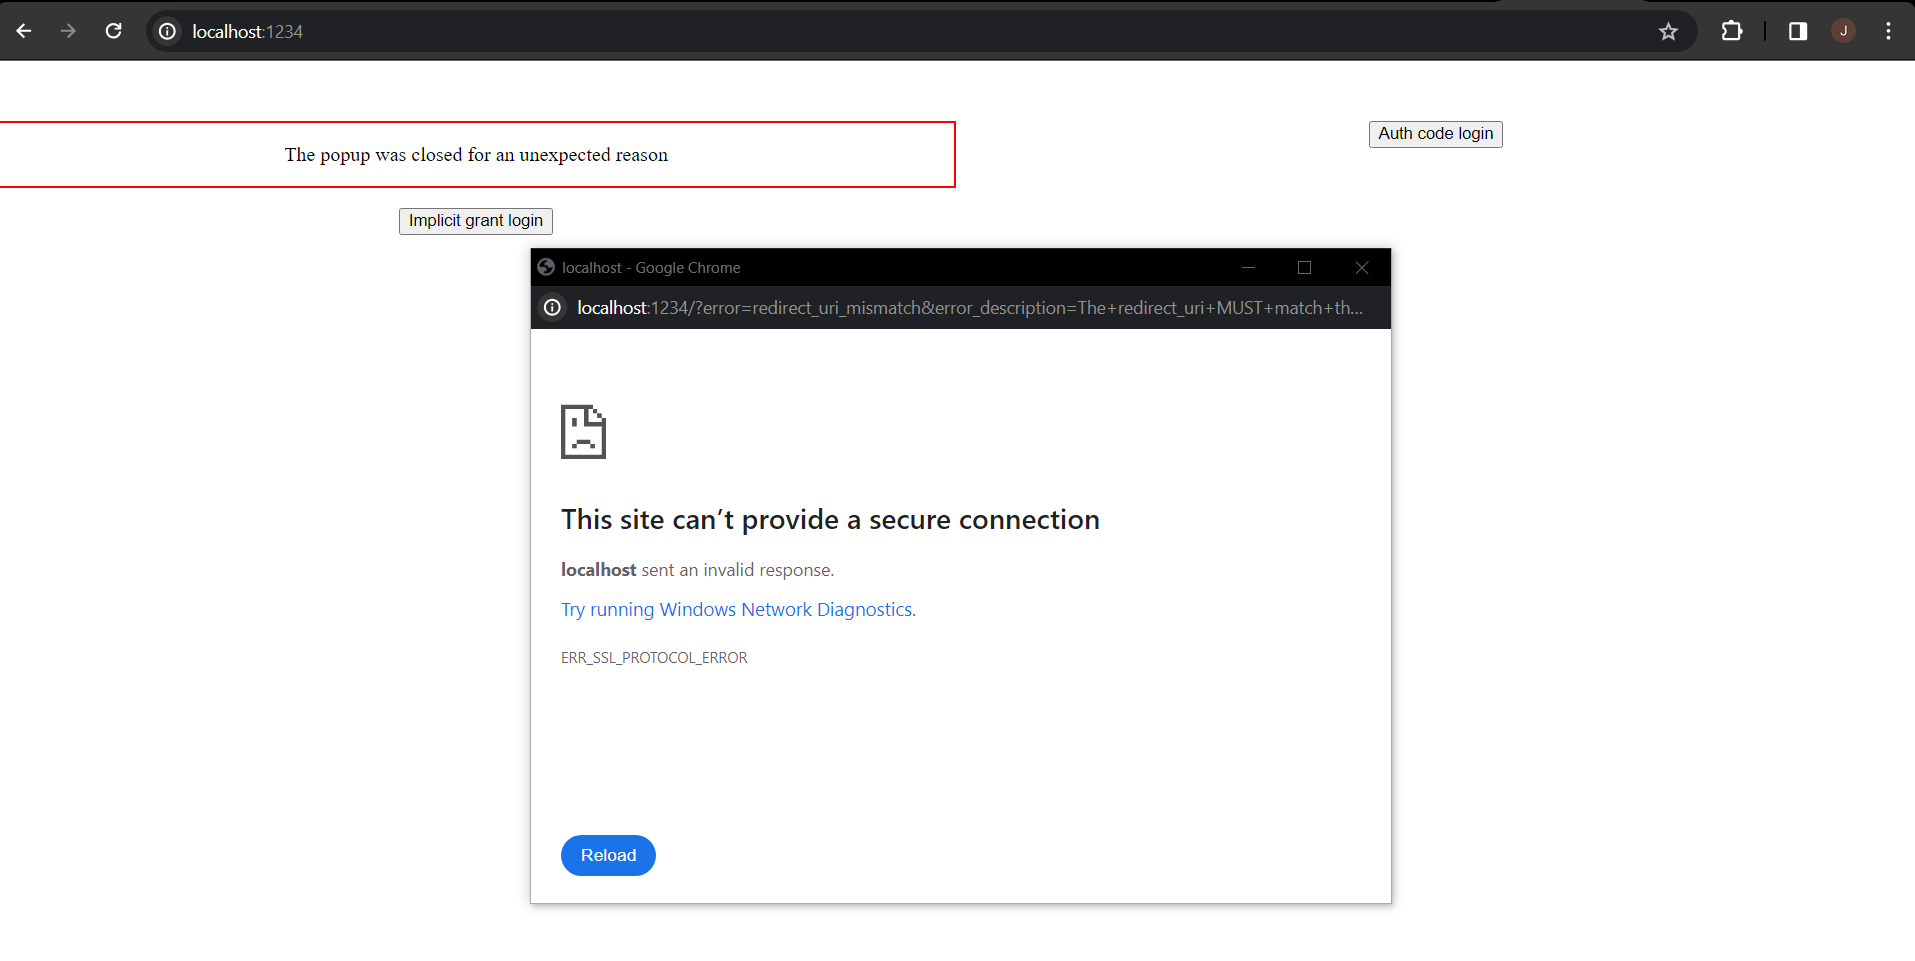 localhost:1234
J
The popup was closed for an unexpected reason
Auth code login
Implicit grant login
localhost - Google Chrome
localhost:1234/?error=redirect_uri_mismatch&error_description=The+redirect_uri+MUST+match+th...
This site can’t provide a secure connection
localhost sent an invalid response.
Try running Windows Network Diagnostics.
ERR_SSL_PROTOCOL_ERROR
Reload